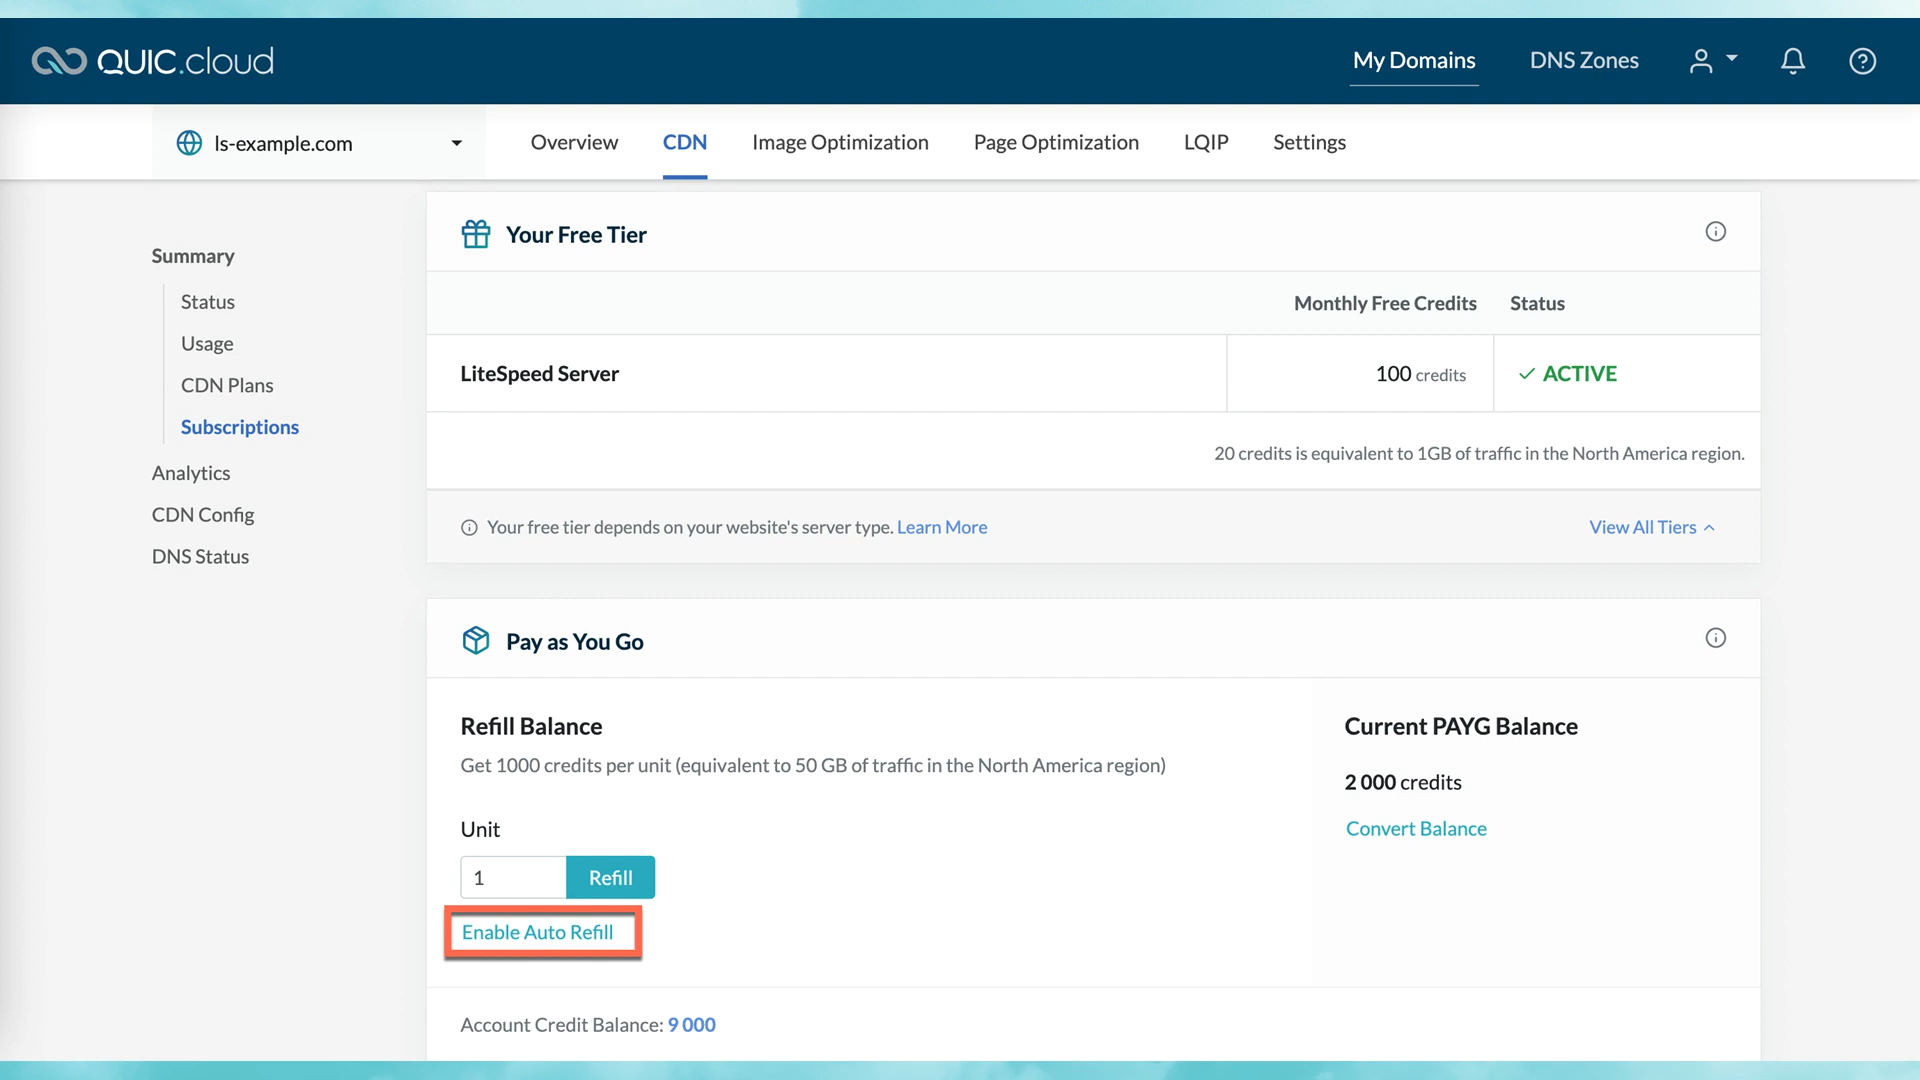 QUIC.cloud
My Domains
DNS Zones
ls-example.com
Overview
CDN
Image Optimization
Page Optimization
LQIP
Settings
Summary
Status
Usage
CDN Plans
Subscriptions
Analytics
CDN Config
DNS Status
Your Free Tier
Monthly Free Credits
Status
LiteSpeed Server
100 credits
ACTIVE
20 credits is equivalent to 1GB of traffic in the North America region.
Your free tier depends on your website's server type. Learn More
View All Tiers
Pay as You Go
Refill Balance
Get 1000 credits per unit (equivalent to 50 GB of traffic in the North America region)
Unit
1
Refill
Enable Auto Refill
Current PAYG Balance
2 000 credits
Convert Balance
Account Credit Balance: 9 000